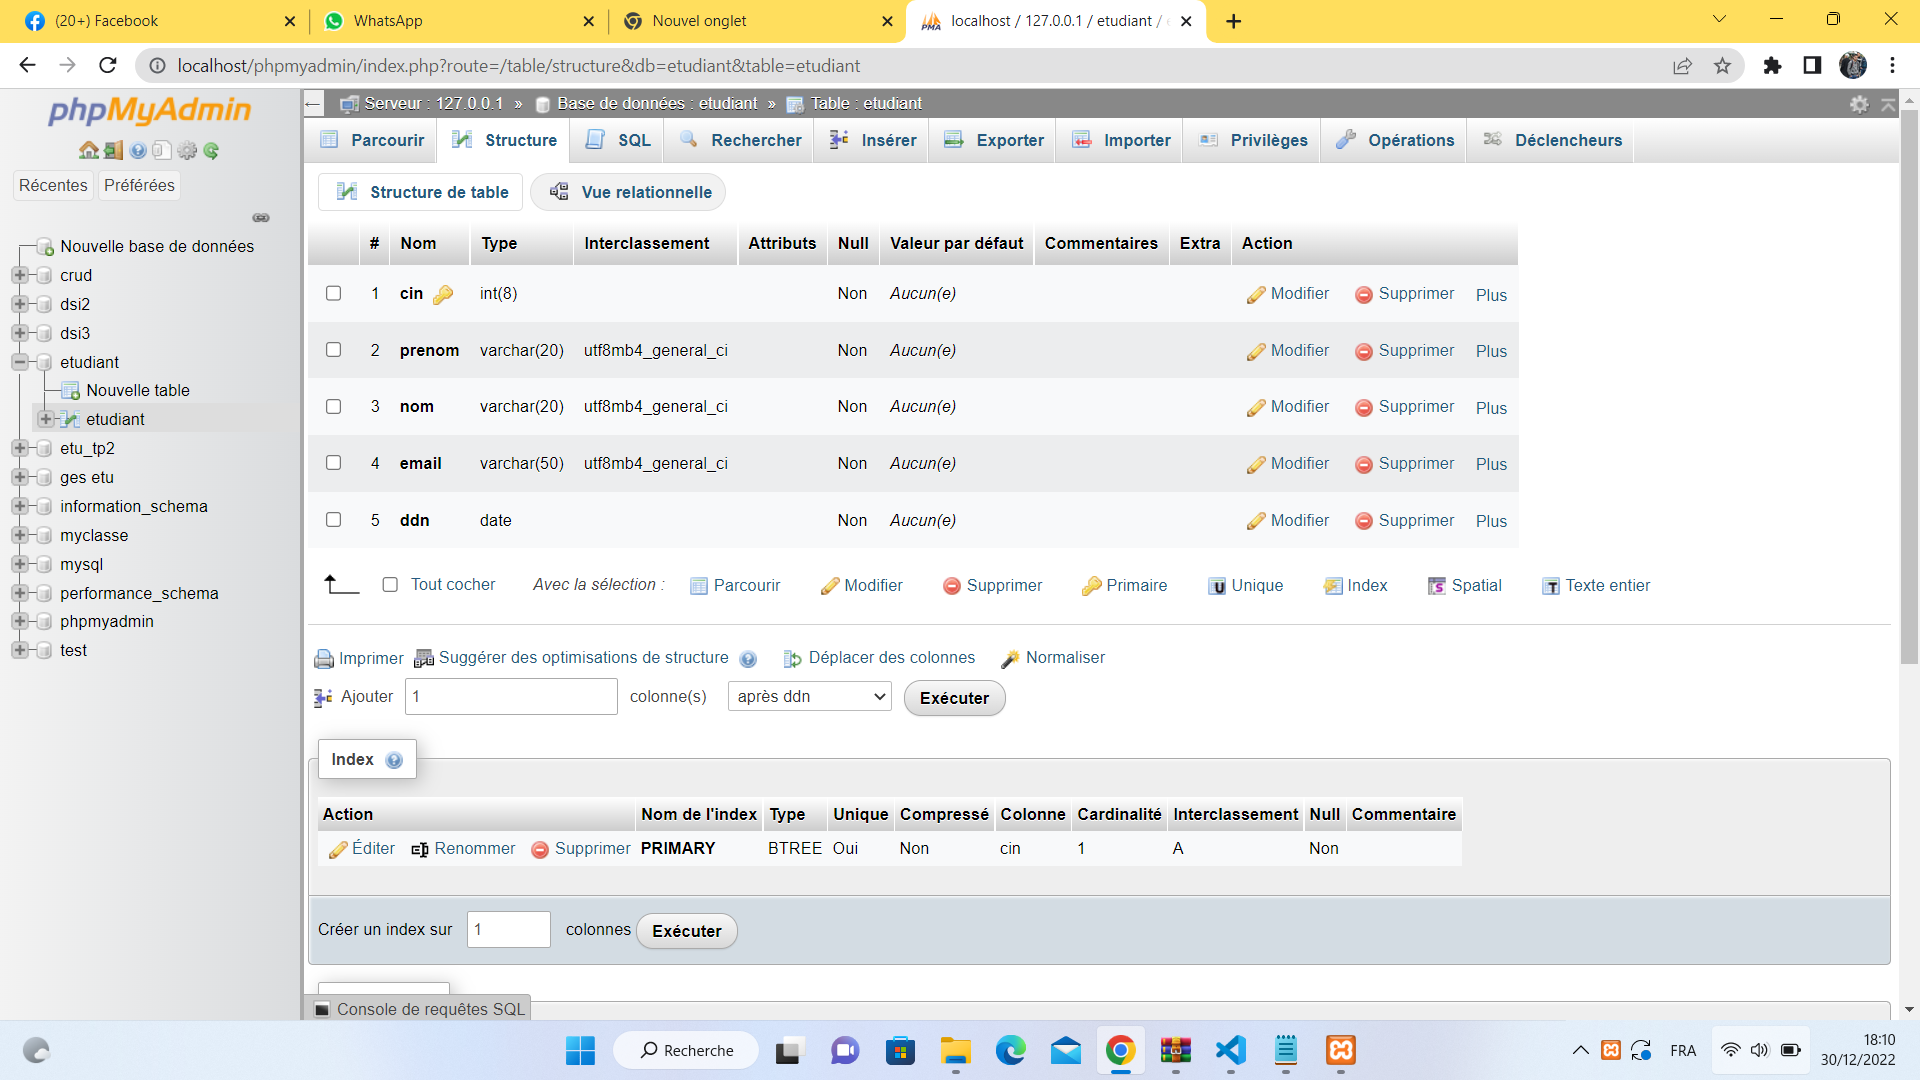 (20+) Facebook
WhatsApp
Nouvel onglet
PMA
localhost / 127.0.0.1 / etudiant /
localhost/phpmyadmin/index.php?route=/table/structure&db=etudiant&table=etudiant
phpMyAdmin
Récentes
Préférées
Nouvelle base de données
crud
dsi2
dsi3
etudiant
Nouvelle table
etudiant
etu_tp2
ges etu
information_schema
myclasse
mysql
performance_schema
phpmyadmin
test
Serveur : 127.0.0.1 » Base de données : etudiant » Table : etudiant
Parcourir Structure SQL Rechercher Insérer Exporter Importer Privilèges Opérations Déclencheurs
Structure de table Vue relationnelle
# Nom Type Interclassement Attributs Null Valeur par défaut Commentaires Extra Action
1 cin int(8) Non Aucun(e) Modifier Supprimer Plus
2 prenom varchar(20) utf8mb4_general_ci Non Aucun(e) Modifier Supprimer Plus
3 nom varchar(20) utf8mb4_general_ci Non Aucun(e) Modifier Supprimer Plus
4 email varchar(50) utf8mb4_general_ci Non Aucun(e) Modifier Supprimer Plus
5 ddn date Non Aucun(e) Modifier Supprimer Plus
Tout cocher Avec la sélection : Parcourir Modifier Supprimer Primaire Unique Index Spatial Texte entier
Imprimer Suggérer des optimisations de structure Déplacer des colonnes Normaliser
Ajouter 1 colonne(s) après ddn Exécuter
Index
Action Nom de l'index Type Unique Compressé Colonne Cardinalité Interclassement Null Commentaire
Éditer Renommer Supprimer PRIMARY BTREE Oui Non cin 1 A Non
Créer un index sur 1 colonnes Exécuter
Console de requêtes SQL
Recherche
FRA
18:10
30/12/2022